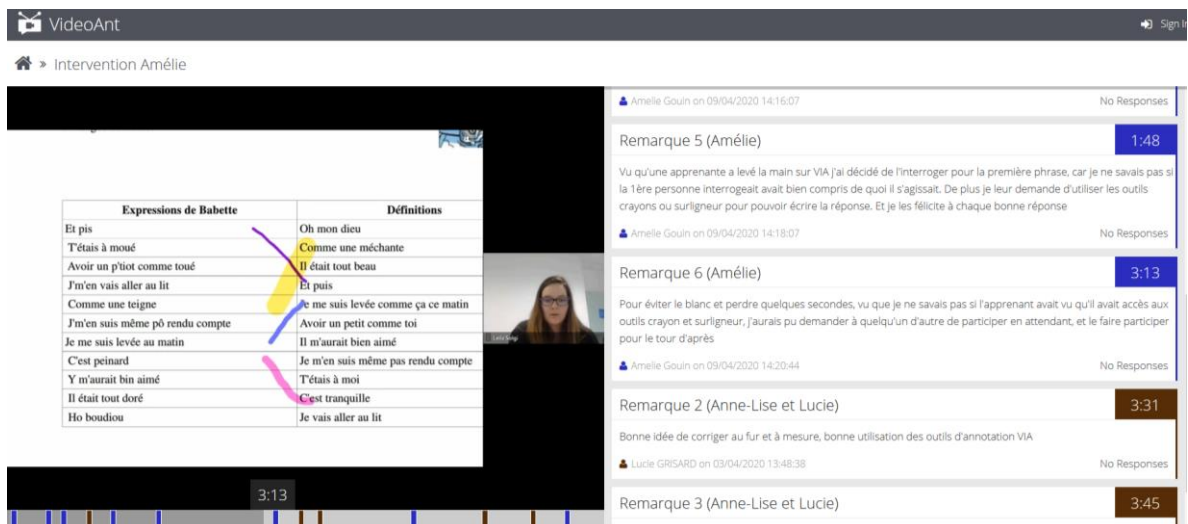 VideoAnt
Sign In
» Intervention Amélie
Expressions de Babette Définitions
Et pis Oh mon dieu
T'étais à moué Comme une méchante
Avoir un p'tiot comme toué Il était tout beau
J'm'en vais aller au lit Et puis
Comme une teigne Je me suis levée comme ça ce matin
J'm'en suis même pô rendu compte Avoir un petit comme toi
Je me suis levée au matin Il m'aurait bien aimé
C'est peinard Je m'en suis même pas rendu compte
Y m'aurait bin aimé T'étais à moi
Il était tout doré C'est tranquille
Ho boudiou Je vais aller au lit
3:13
Amelie Gouin on 09/04/2020 14:16:07 No Responses
Remarque 5 (Amélie) 1:48
Vu qu'une apprenante a levé la main sur VIA j'ai décidé de l'interroger pour la première phrase, car je ne savais pas si
la 1ère personne interrogeait avait bien compris de quoi il s'agissait. De plus je leur demande d'utiliser les outils
crayons ou surligneur pour pouvoir écrire la réponse. Et je les félicite à chaque bonne réponse
Amelie Gouin on 09/04/2020 14:18:07 No Responses
Remarque 6 (Amélie) 3:13
Pour éviter le blanc et perdre quelques secondes, vu que je ne savais pas si l'apprenant avait vu qu'il avait accès aux
outils crayon et surligneur, j'aurais pu demander à quelqu'un d'autre de participer en attendant, et le faire participer
pour le tour d'après
Amelie Gouin on 09/04/2020 14:20:44 No Responses
Remarque 2 (Anne-Lise et Lucie) 3:31
Bonne idée de corriger au fur et à mesure, bonne utilisation des outils d'annotation VIA
Lucie GRISARD on 03/04/2020 13:48:38 No Responses
Remarque 3 (Anne-Lise et Lucie) 3:45